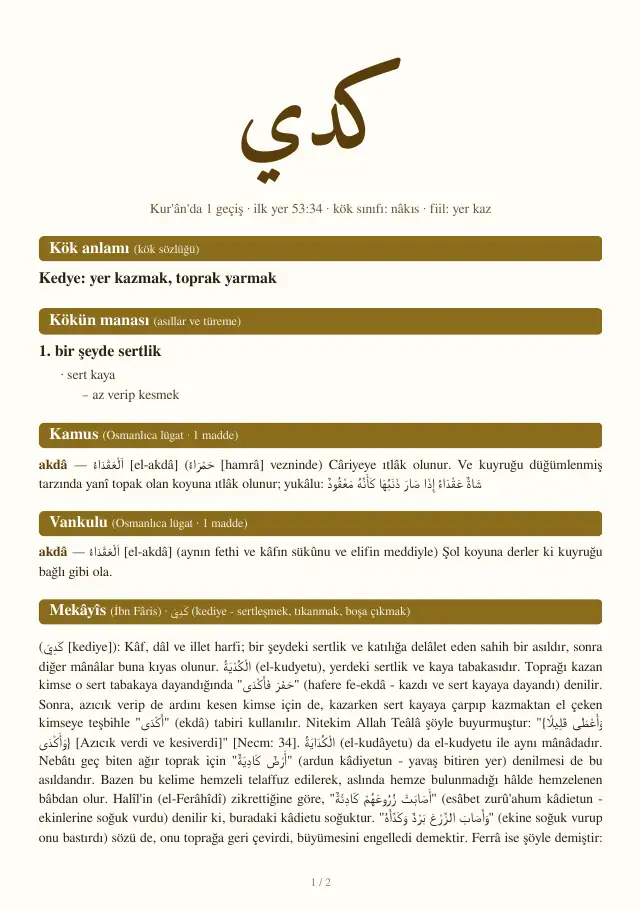 كدي
Kur'ân'da 1 geçiş · ilk yer 53:34 · kök sınıfı: nâkıs · fiil: yer kaz
Kök anlamı (kök sözlüğü)
Kedye: yer kazmak, toprak yarmak
Kökün manası (asıllar ve türeme)
1. bir şeyde sertlik
· sert kaya
– az verip kesmek
Kamus (Osmanlıca lügat · 1 madde)
akdâ — اَلْعَقْدَاءُ [el-akdâ] (حَمْرَاءُ [hamrâ] vezninde) Câriyeye ıtlâk olunur. Ve kuyruğu düğümlenmiş
tarzında yanî topak olan koyuna ıtlâk olunur; yukâlu: شَاةٌ عَقْدَاءُ إِذَا صَارَ ذَنَبُهَا كَأَنَّهُ مَعْقُودٌ
Vankulu (Osmanlıca lügat · 1 madde)
akdâ — اَلْعَقْدَاءُ [el-akdâ] (aynın fethi ve kâfın sükûnu ve elifin meddiyle) Şol koyuna derler ki kuyruğu
bağlı gibi ola.
Mekâyîs (İbn Fâris) · كَدَىَ (kediye - sertleşmek, tıkanmak, boşa çıkmak)
(كَدِيَ [kediye]): Kâf, dâl ve illet harfi; bir şeydeki sertlik ve katılığa delâlet eden sahih bir asıldır, sonra
diğer mânâlar buna kıyas olunur. الْكُدْيَةُ (el-kudyetu), yerdeki sertlik ve kaya tabakasıdır. Toprağı kazan
kimse o sert tabakaya dayandığında "حَفَرَ فَأَكْدَى" (hafere fe-ekdâ - kazdı ve sert kayaya dayandı) denilir.
Sonra, azıcık verip de ardını kesen kimse için de, kazarken sert kayaya çarpıp kazmaktan el çeken
kimseye teşbihle "أَكْدَى" (ekdâ) tabiri kullanılır. Nitekim Allah Teâlâ şöyle buyurmuştur: "{وَأَعْطَى قَلِيلًا
وَأَكْدَى} [Azıcık verdi ve kesiverdi]" [Necm: 34]. الْكُدَايَةُ (el-kudâyetu) da el-kudyetu ile aynı mânâdadır.
Nebâtı geç biten ağır toprak için "أَرْضٌ كَادِيَةٌ" (ardun kâdiyetun - yavaş bitiren yer) denilmesi de bu
asıldandır. Bazen bu kelime hemzeli telaffuz edilerek, aslında hemze bulunmadığı hâlde hemzelenen
bâbdan olur. Halîl'in (el-Ferâhîdî) zikrettiğine göre, "أَصَابَتْ زُرُوعَهُمْ كَادِئَةٌ" (esâbet zurû'ahum kâdietun -
ekinlerine soğuk vurdu) denilir ki, buradaki kâdietu soğuktur. "وَأَصَابَ الزَّرْعَ بَرْدٌ وَكَدَّأَهُ" (ekine soğuk vurup
onu bastırdı) sözü de, onu toprağa geri çevirdi, büyümesini engelledi demektir. Ferrâ ise şöyle demiştir:
1 / 2